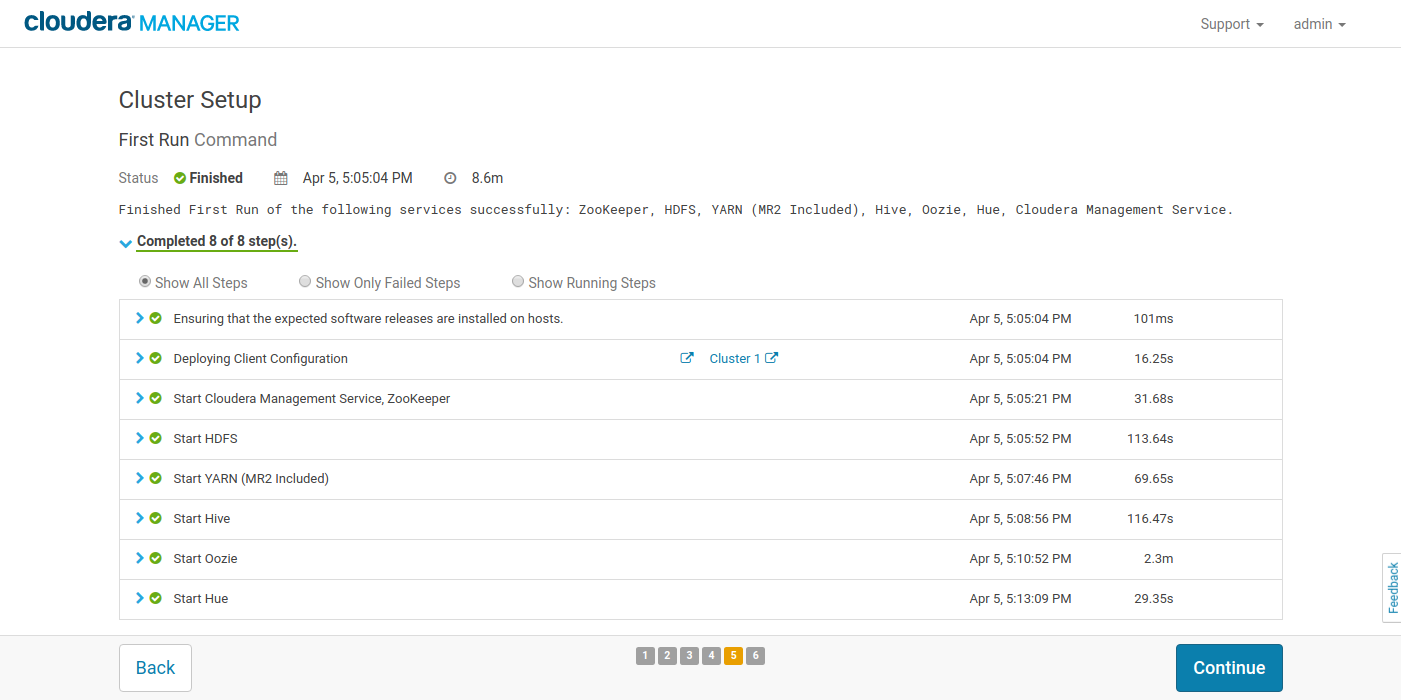 cloudera MANAGER
Support admin
Cluster Setup
First Run Command
Status Finished Apr 5, 5:05:04 PM 8.6m
Finished First Run of the following services successfully: ZooKeeper, HDFS, YARN (MR2 Included), Hive, Oozie, Hue, Cloudera Management Service.
Completed 8 of 8 step(s).
Show All Steps Show Only Failed Steps Show Running Steps
Ensuring that the expected software releases are installed on hosts. Apr 5, 5:05:04 PM 101ms
Deploying Client Configuration Cluster 1 Apr 5, 5:05:04 PM 16.25s
Start Cloudera Management Service, ZooKeeper Apr 5, 5:05:21 PM 31.68s
Start HDFS Apr 5, 5:05:52 PM 113.64s
Start YARN (MR2 Included) Apr 5, 5:07:46 PM 69.65s
Start Hive Apr 5, 5:08:56 PM 116.47s
Start Oozie Apr 5, 5:10:52 PM 2.3m
Start Hue Apr 5, 5:13:09 PM 29.35s
Feedback
Back 1 2 3 4 5 6 Continue